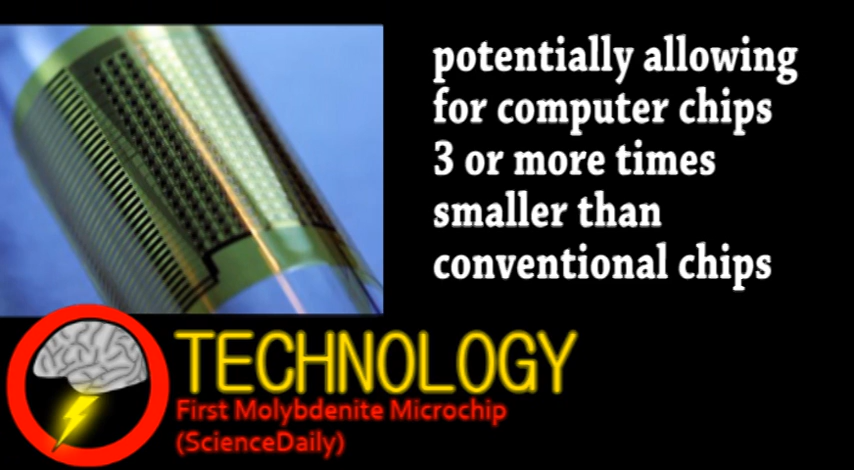 potentially allowing
for computer chips
3 or more times
smaller than
conventional chips
TECHNOLOGY
First Molybdenite Microchip
(ScienceDaily)